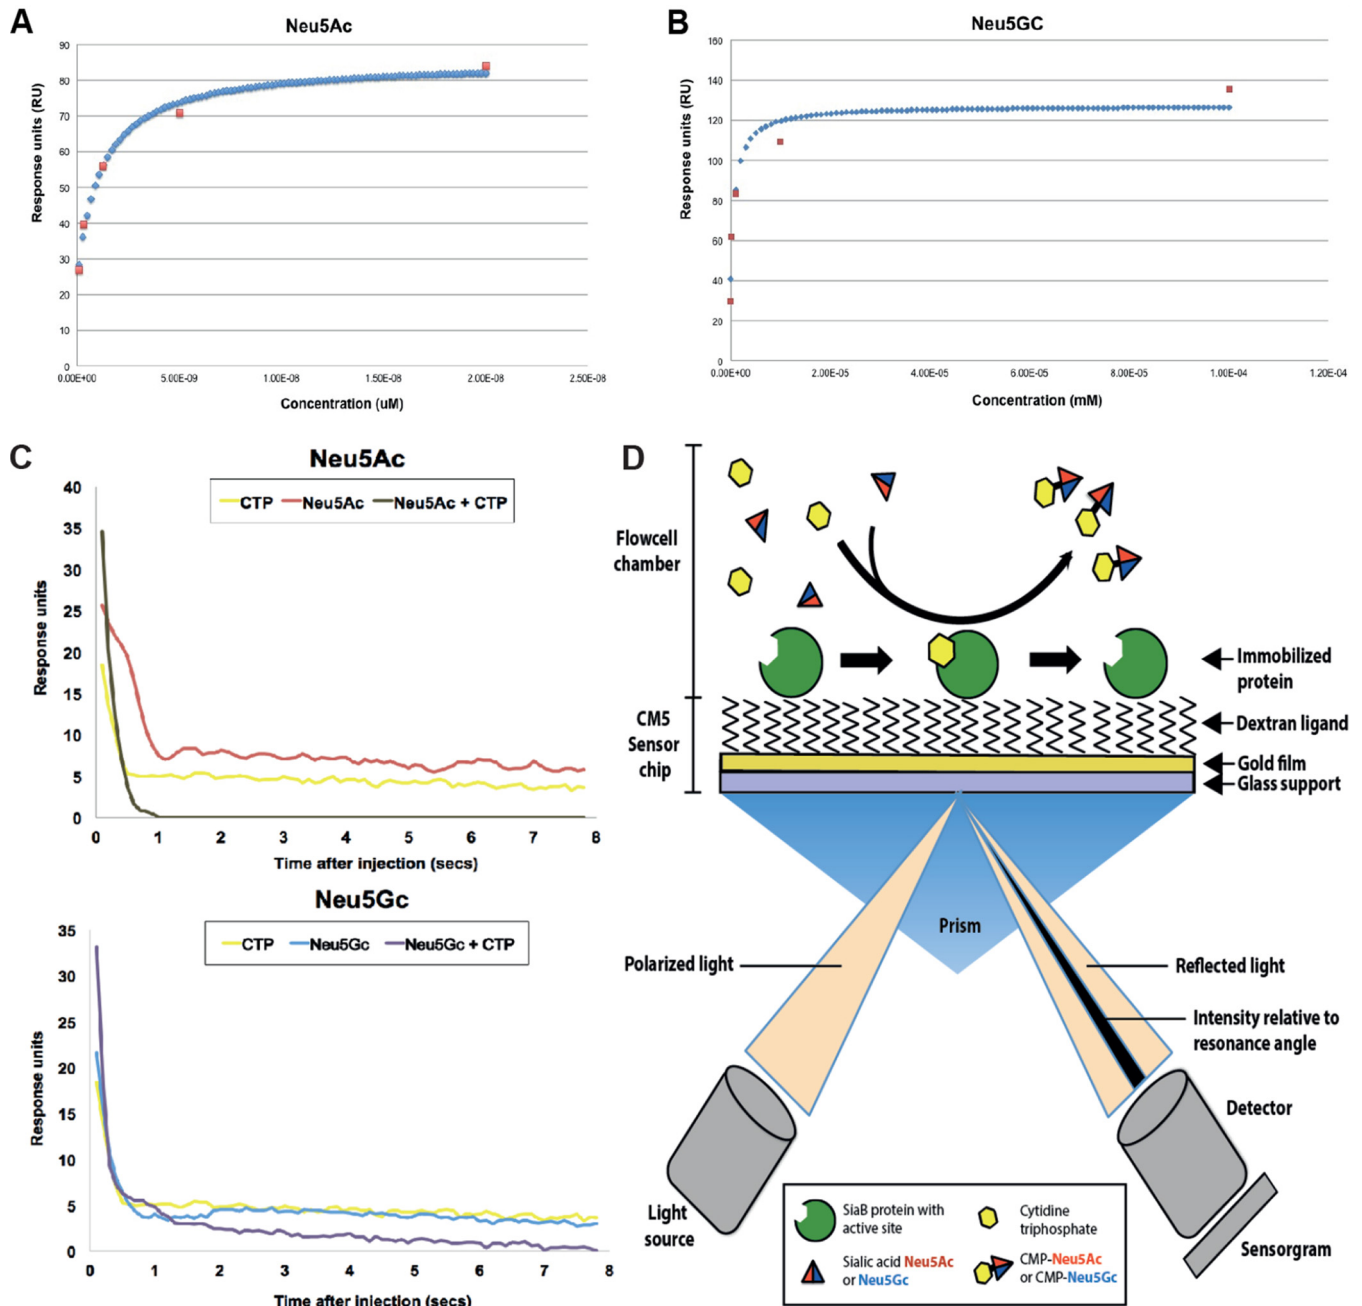 A
Neu5Ac
Response units (RU)
90
80
70
60
50
40
30
20
10
0
0.00E+00 5.00E-09 1.00E-08 1.50E-08 2.00E-08 2.50E-08
Concentration (uM)
B
Neu5GC
Response units (RU)
160
140
120
100
80
60
40
20
0
0.00E+00 2.00E-05 4.00E-05 6.00E-05 8.00E-05 1.00E-04 1.20E-04
Concentration (mM)
C
Neu5Ac
CTP Neu5Ac Neu5Ac + CTP
Response units
40
35
30
25
20
15
10
5
0
0 1 2 3 4 5 6 7 8
Time after injection (secs)
Neu5Gc
CTP Neu5Gc Neu5Gc + CTP
Response units
35
30
25
20
15
10
5
0
0 1 2 3 4 5 6 7 8
Time after injection (secs)
D
Flowcell
chamber
CM5
Sensor
chip
Immobilized
protein
Dextran ligand
Gold film
Glass support
Prism
Polarized light
Reflected light
Intensity relative to
resonance angle
Detector
Light
source
Sensorgram
SiaB protein with
active site
Cytidine
triphosphate
Sialic acid Neu5Ac
or Neu5Gc
CMP-Neu5Ac
or CMP-Neu5Gc